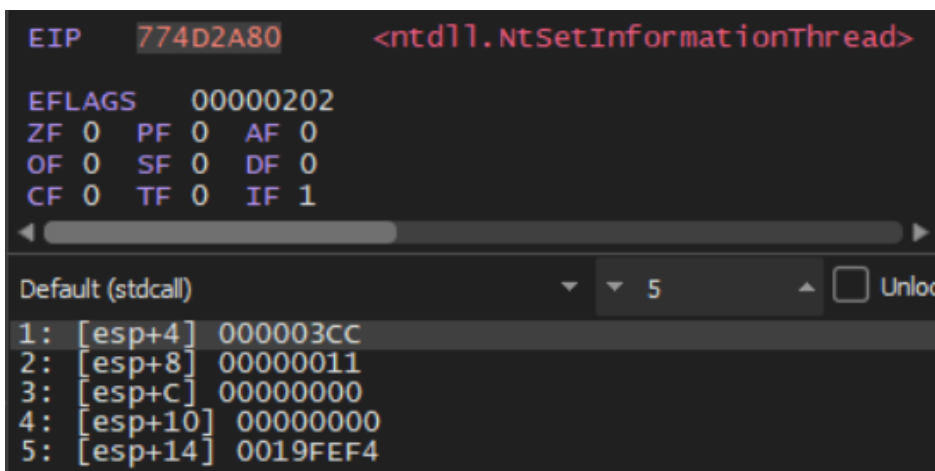 EIP 774D2A80 <ntdll.NtSetInformationThread>
EFLAGS 00000202
ZF 0 PF 0 AF 0
OF 0 SF 0 DF 0
CF 0 TF 0 IF 1
Default (stdcall) 5 Unloc
1: [esp+4] 000003CC
2: [esp+8] 00000011
3: [esp+C] 00000000
4: [esp+10] 00000000
5: [esp+14] 0019FEF4